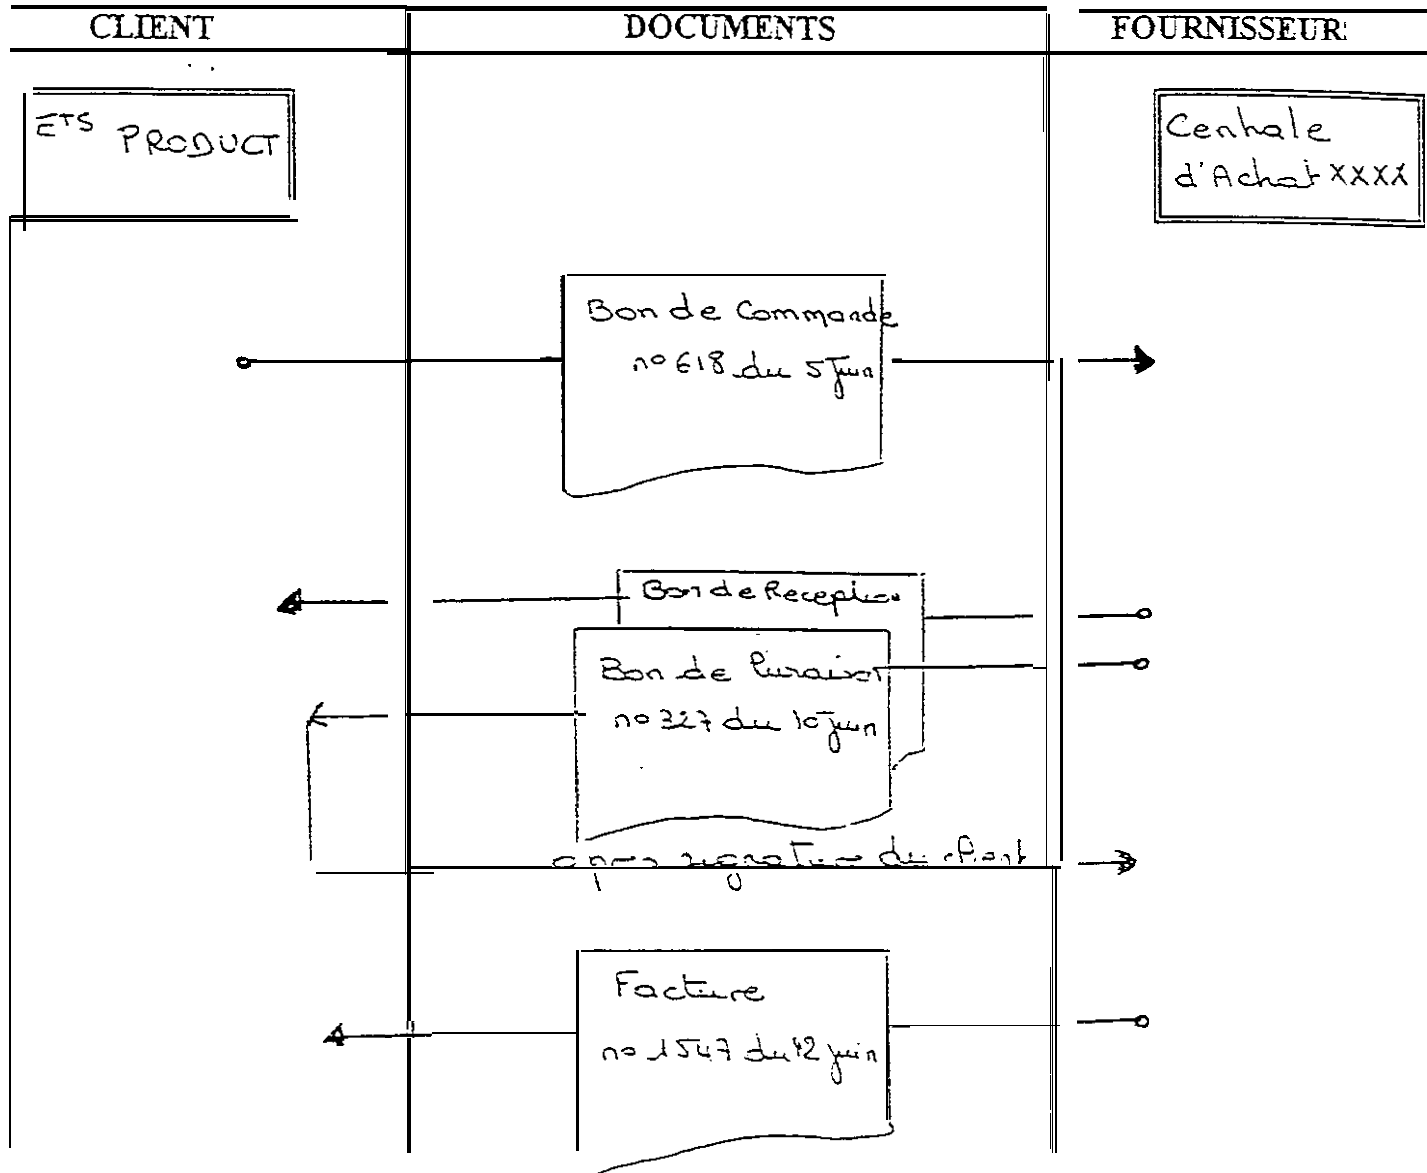 CLIENT
DOCUMENTS
FOURNISSEUR
ETS PRODUCT
Centrale
d'Achat XXXX
Bon de Commande
no 618 du 5 Juin
Bon de Reception
Bon de livraison
no 327 du 10 juin
après signature du client
Facture
no 1547 du 12 juin